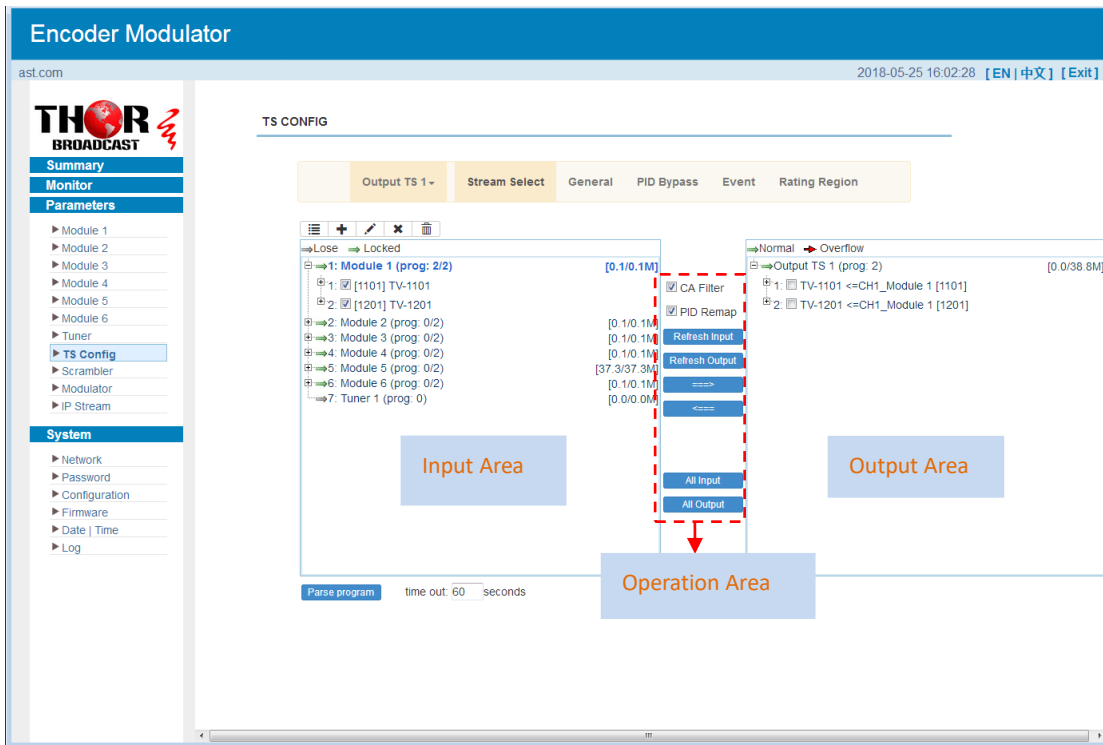 Encoder Modulator
ast.com
2018-05-25 16:02:28 [ EN | 中文 ] [ Exit ]
THOR
BROADCAST
Summary
Monitor
Parameters
Module 1
Module 2
Module 3
Module 4
Module 5
Module 6
Tuner
TS Config
Scrambler
Modulator
IP Stream
System
Network
Password
Configuration
Firmware
Date | Time
Log
TS CONFIG
Output TS 1 Stream Select General PID Bypass Event Rating Region
Lose Locked
1: Module 1 (prog: 2/2) [0.1/0.1M]
1: [1101] TV-1101
2: [1201] TV-1201
2: Module 2 (prog: 0/2) [0.1/0.1M]
3: Module 3 (prog: 0/2) [0.1/0.1M]
4: Module 4 (prog: 0/2) [0.1/0.1M]
5: Module 5 (prog: 0/2) [37.3/37.3M]
6: Module 6 (prog: 0/2) [0.1/0.1M]
7: Tuner 1 (prog: 0) [0.0/0.0M]
Input Area
CA Filter
PID Remap
Refresh Input
Refresh Output
===>
<===
All Input
All Output
Operation Area
Normal Overflow
Output TS 1 (prog: 2) [0.0/38.8M]
1: TV-1101 <=CH1_Module 1 [1101]
2: TV-1201 <=CH1_Module 1 [1201]
Output Area
Parse program time out: 60 seconds